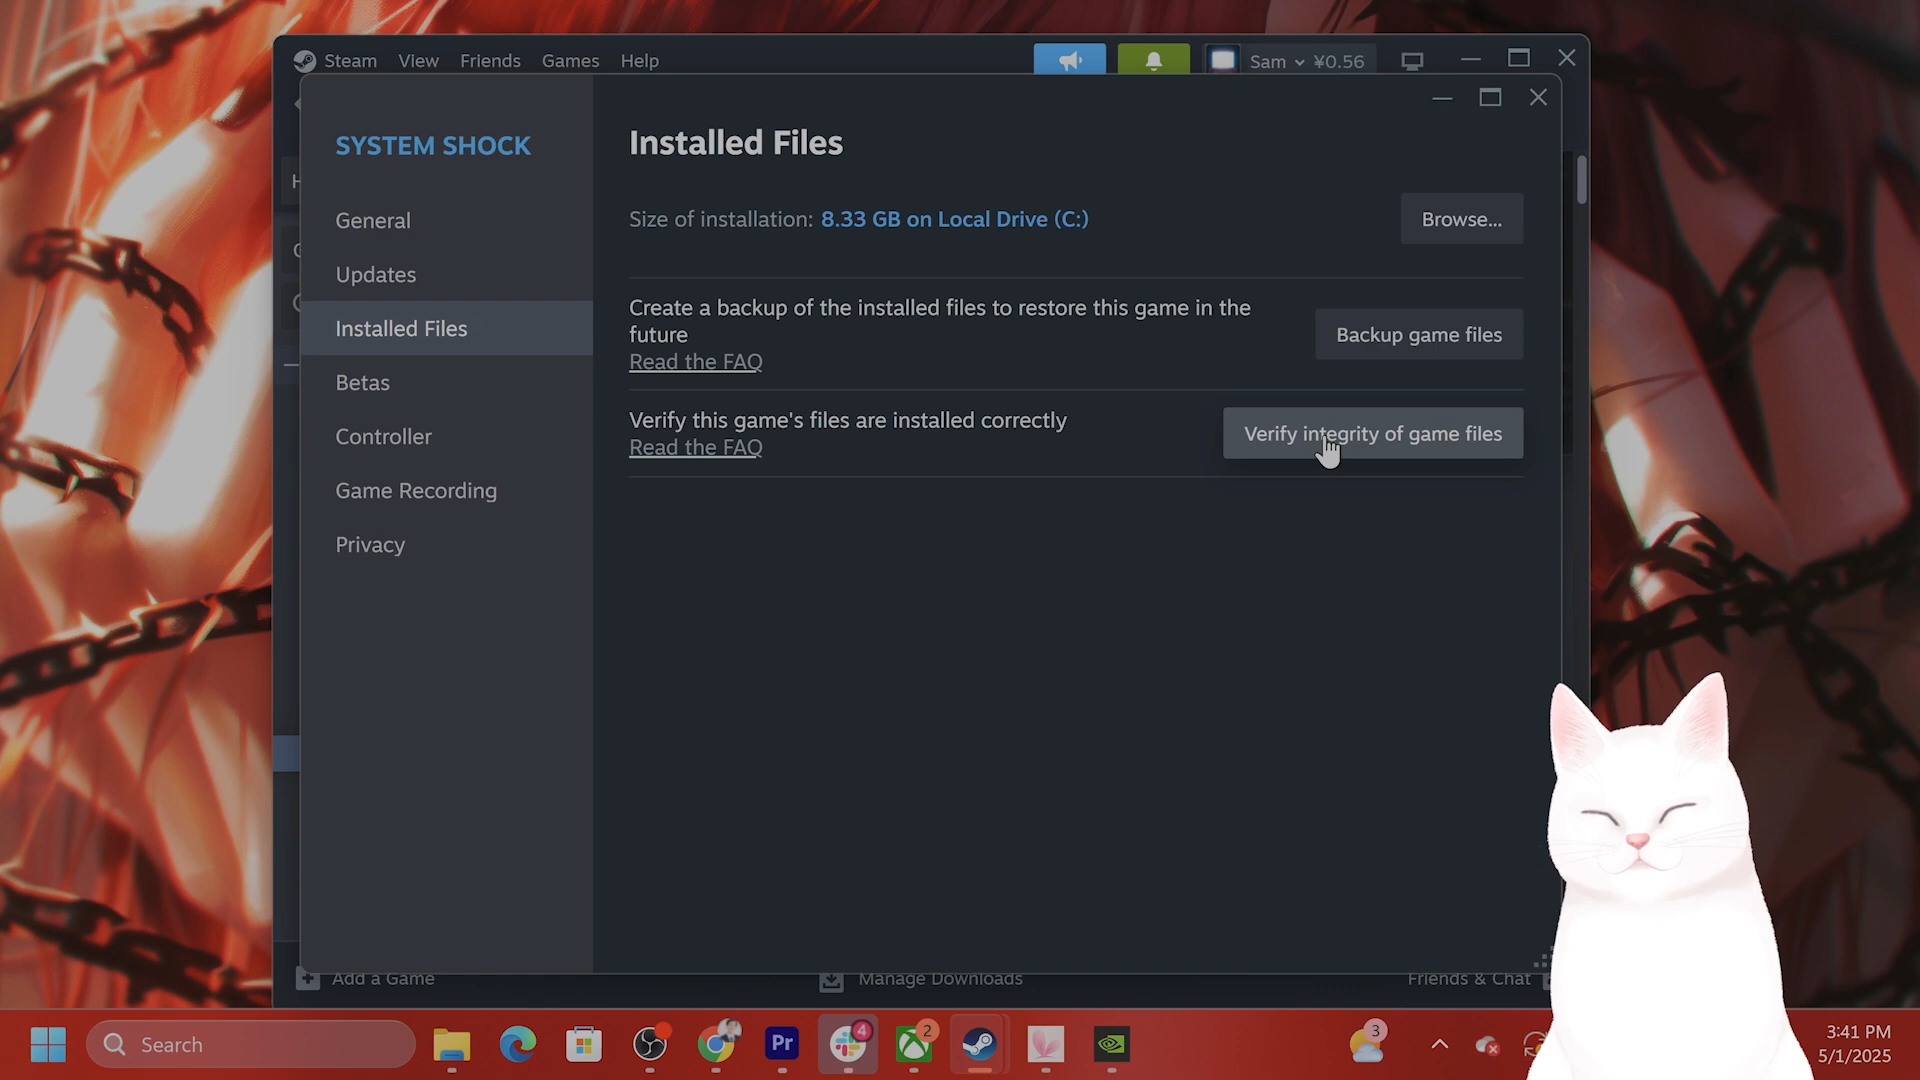 Steam View Friends Games Help
Sam ¥0.56
SYSTEM SHOCK
General
Updates
Installed Files
Betas
Controller
Game Recording
Privacy
Installed Files
Size of installation: 8.33 GB on Local Drive (C:)
Browse...
Create a backup of the installed files to restore this game in the
future
Read the FAQ
Backup game files
Verify this game's files are installed correctly
Read the FAQ
Verify integrity of game files
Add a Game
Manage Downloads
Friends & Chat
Search
Pr
4
2
3
3:41 PM
5/1/2025